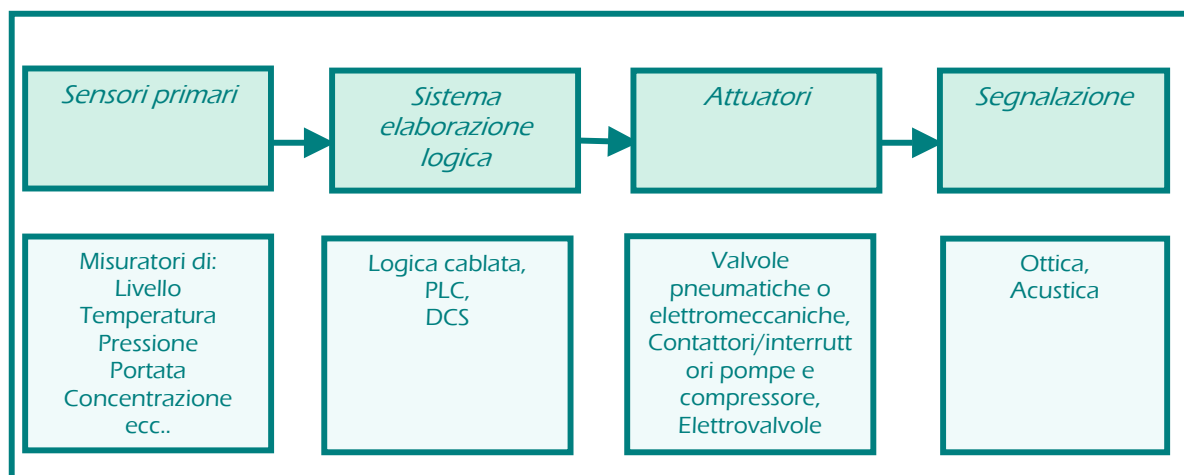 Sensori primari
Sistema
elaborazione
logica
Attuatori
Segnalazione
Misuratori di:
Livello
Temperatura
Pressione
Portata
Concentrazione
ecc..
Logica cablata,
PLC,
DCS
Valvole
pneumatiche o
elettromeccaniche,
Contattori/interrutt
ori pompe e
compressore,
Elettrovalvole
Ottica,
Acustica